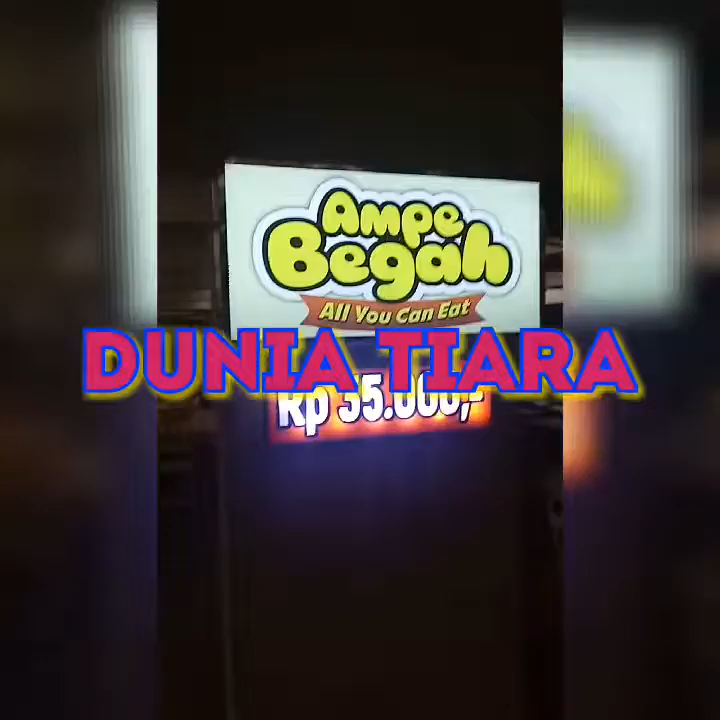 Ampe
Begah
All You Can Eat
DUNIA TIARA
Rp 35.000,-